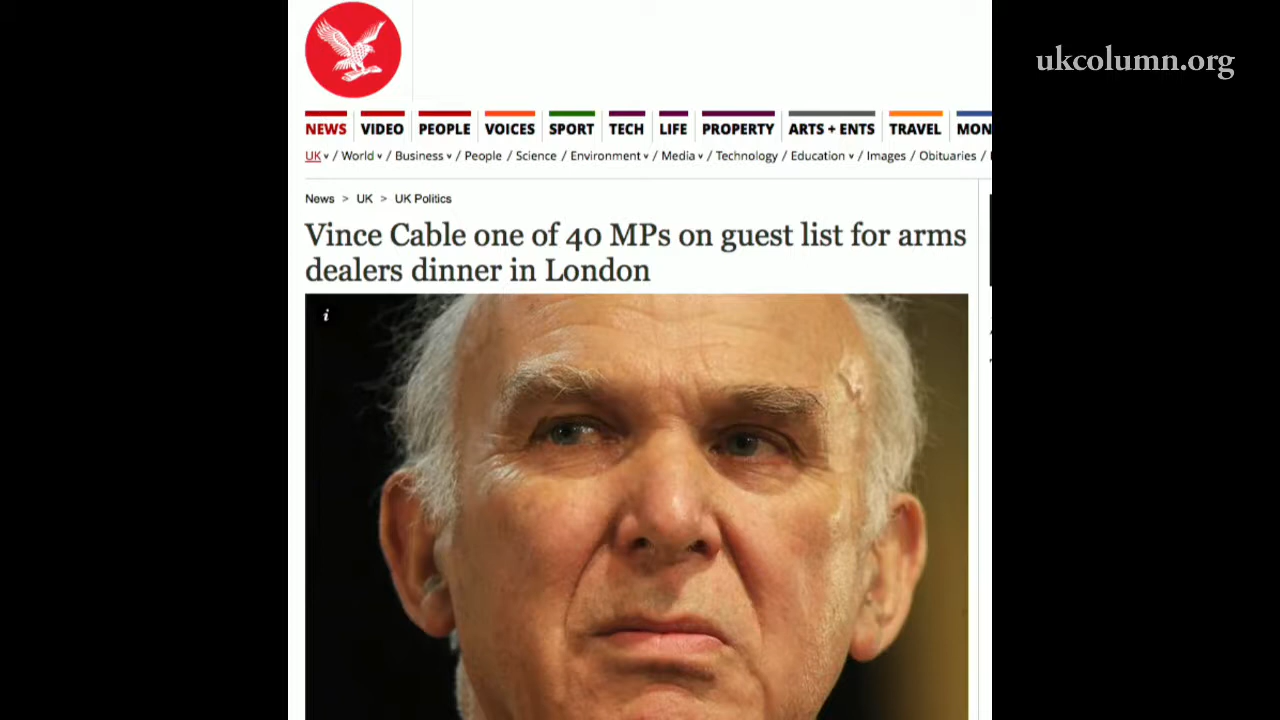 ukcolumn.org
NEWS VIDEO PEOPLE VOICES SPORT TECH LIFE PROPERTY ARTS + ENTS TRAVEL MON
UK / World / Business / People / Science / Environment / Media / Technology / Education / Images / Obituaries /
News > UK > UK Politics
Vince Cable one of 40 MPs on guest list for arms
dealers dinner in London
i